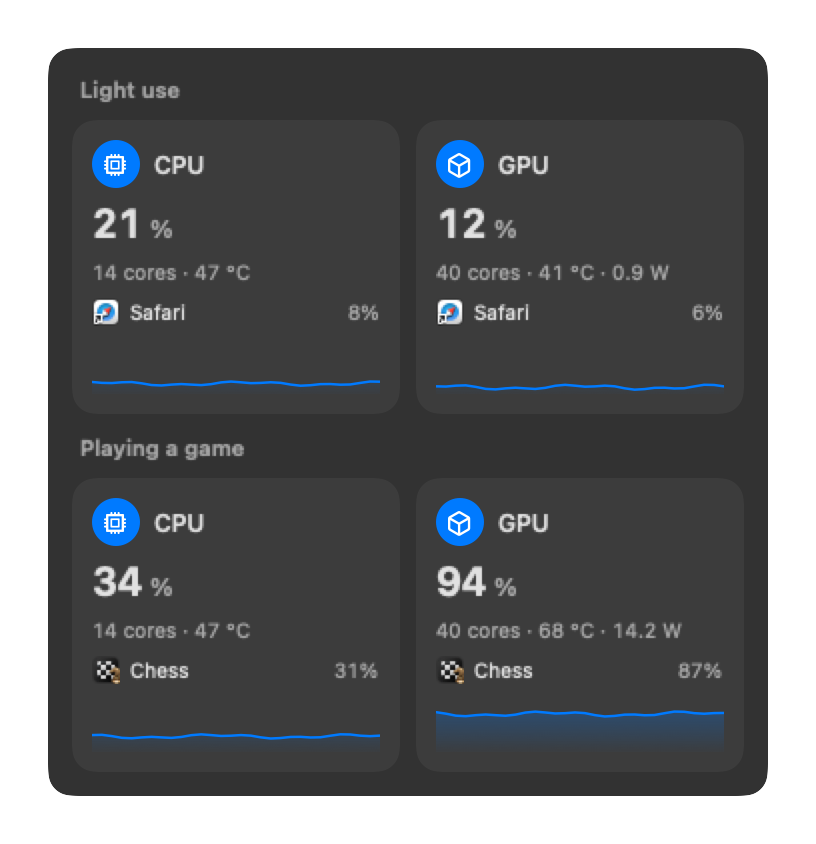 Light use
CPU
GPU
21 %
12 %
14 cores · 47 °C
40 cores · 41 °C · 0.9 W
Safari 8%
Safari 6%
Playing a game
CPU
GPU
34 %
94 %
14 cores · 47 °C
40 cores · 68 °C · 14.2 W
Chess 31%
Chess 87%